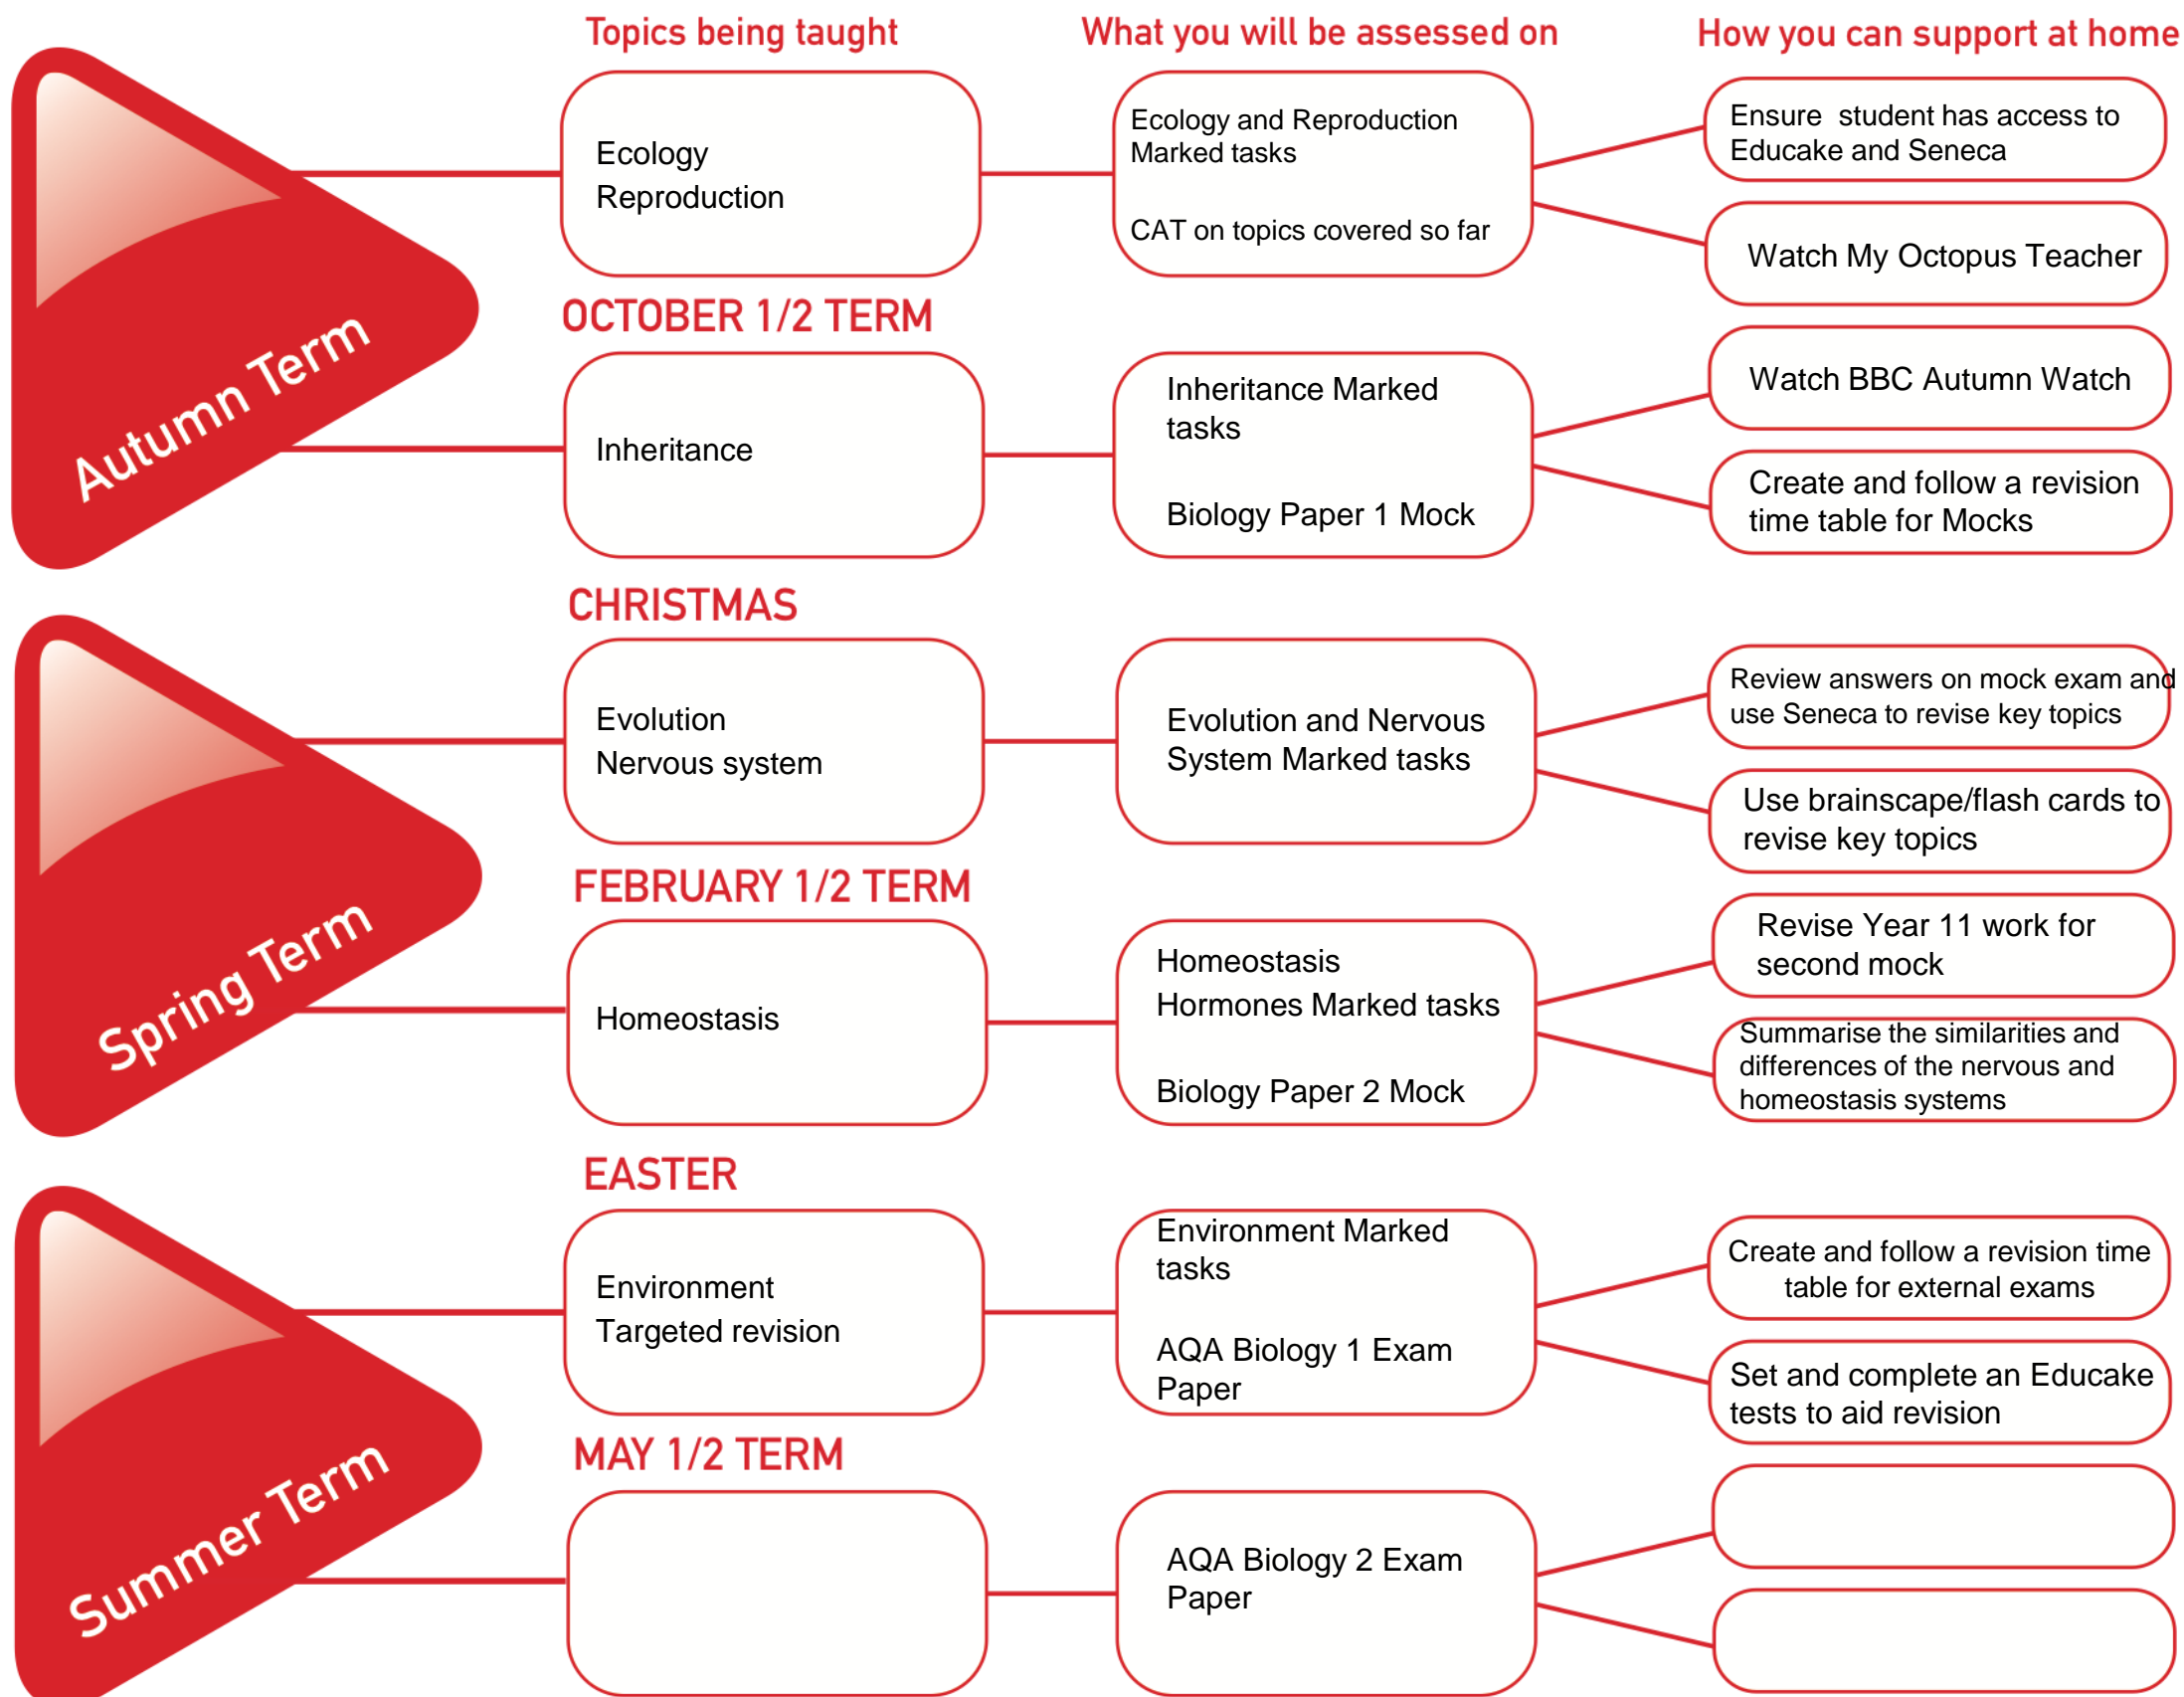 Topics being taught
What you will be assessed on
How you can support at home
Autumn Term
Ecology
Reproduction
Ecology and Reproduction
Marked tasks
CAT on topics covered so far
Ensure  student has access to
Educake and Seneca
Watch My Octopus Teacher
OCTOBER 1/2 TERM
Inheritance
Inheritance Marked
tasks
Biology Paper 1 Mock
Watch BBC Autumn Watch
Create and follow a revision
time table for Mocks
CHRISTMAS
Spring Term
Evolution
Nervous system
Evolution and Nervous
System Marked tasks
Review answers on mock exam and
use Seneca to revise key topics
Use brainscape/flash cards to
revise key topics
FEBRUARY 1/2 TERM
Homeostasis
Homeostasis
Hormones Marked tasks
Biology Paper 2 Mock
Revise Year 11 work for
second mock
Summarise the similarities and
differences of the nervous and
homeostasis systems
EASTER
Summer Term
Environment
Targeted revision
Environment Marked
tasks
AQA Biology 1 Exam
Paper
Create and follow a revision time
table for external exams
Set and complete an Educake
tests to aid revision
MAY 1/2 TERM
AQA Biology 2 Exam
Paper